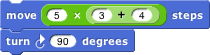 move 5 × 3 + 4 steps
turn 90 degrees